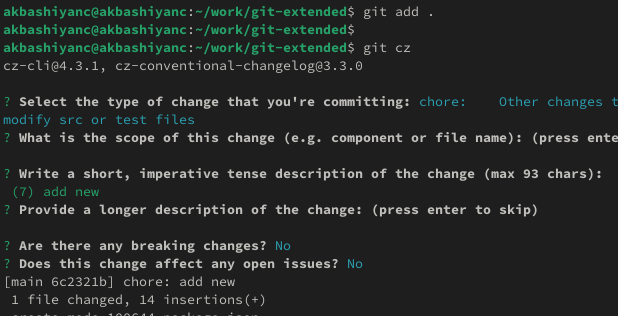 akbashiyanc@akbashiyanc:~/work/git-extended$ git add .
akbashiyanc@akbashiyanc:~/work/git-extended$
akbashiyanc@akbashiyanc:~/work/git-extended$ git cz
cz-cli@4.3.1, cz-conventional-changelog@3.3.0
? Select the type of change that you're committing: chore:    Other changes t
modify src or test files
? What is the scope of this change (e.g. component or file name): (press ente
? Write a short, imperative tense description of the change (max 93 chars):
(7) add new
? Provide a longer description of the change: (press enter to skip)
? Are there any breaking changes? No
? Does this change affect any open issues? No
[main 6c2321b] chore: add new
1 file changed, 14 insertions(+)
create mode 100644 package.json